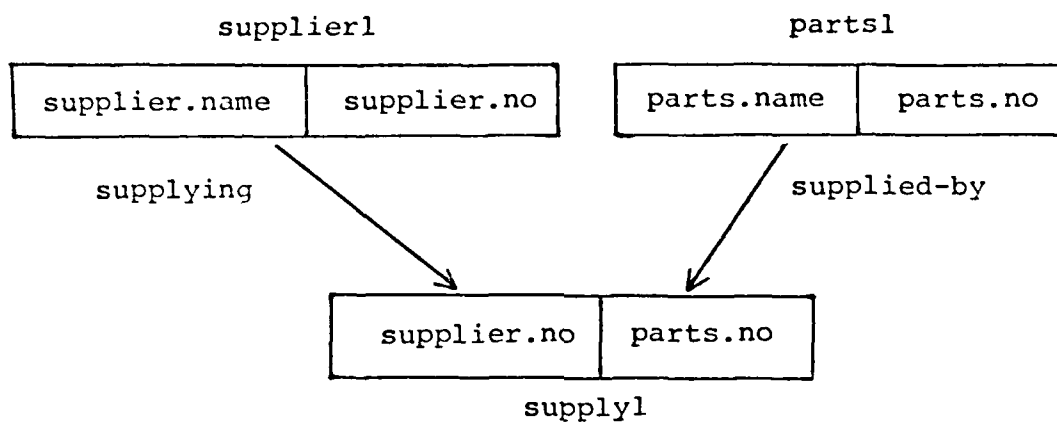 supplier1 parts1
supplier.name supplier.no parts.name parts.no
supplying supplied-by
supplier.no parts.no
supply1